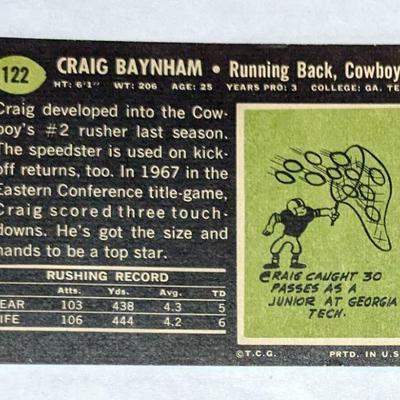 122
CRAIG BAYNHAM • Running Back, Cowboy
HT: 6'1" WT: 206 AGE: 25 YEARS PRO: 3 COLLEGE: GA. TE
Craig developed into the Cow-
boy's #2 rusher last season.
The speedster is used on kick-
off returns, too. In 1967 in the
Eastern Conference title-game,
Craig scored three touch-
downs. He's got the size and
hands to be a top star.
RUSHING RECORD
Atts. Yds. Avg. TD
EAR 103 438 4.3 5
IFE 106 444 4.2 6
CRAIG CAUGHT 30
PASSES AS A
JUNIOR AT GEORGIA
TECH.
©T.C.G. PRTD. IN U.S